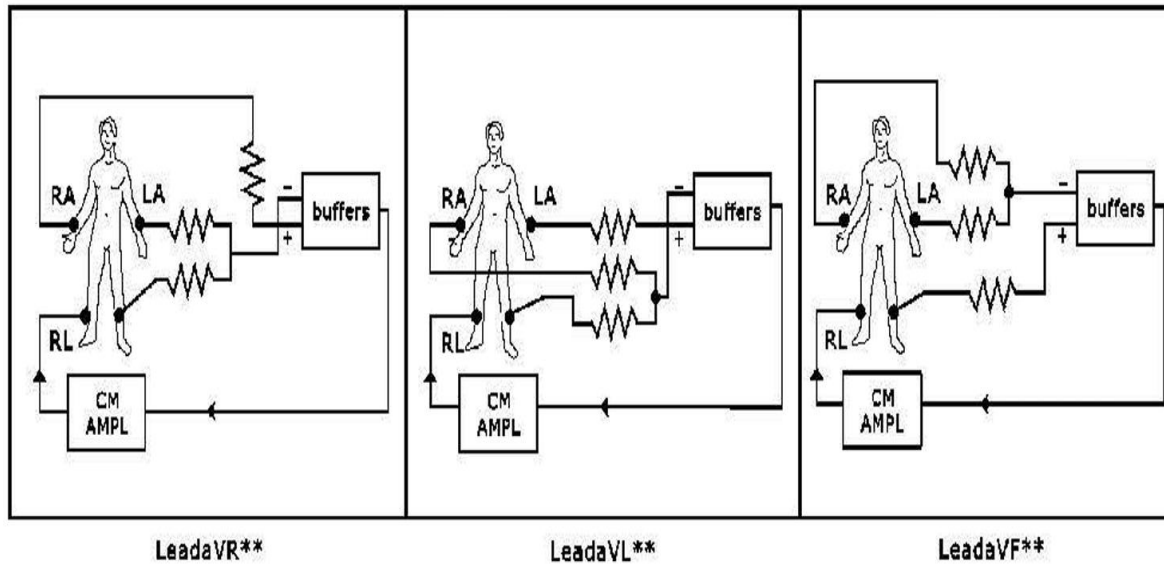 RA LA
-
+
buffers
RL
CM
AMPL
LeadaVR**
RA LA
-
+
buffers
RL
CM
AMPL
LeadaVL**
RA LA
-
+
buffers
RL
CM
AMPL
LeadaVF**